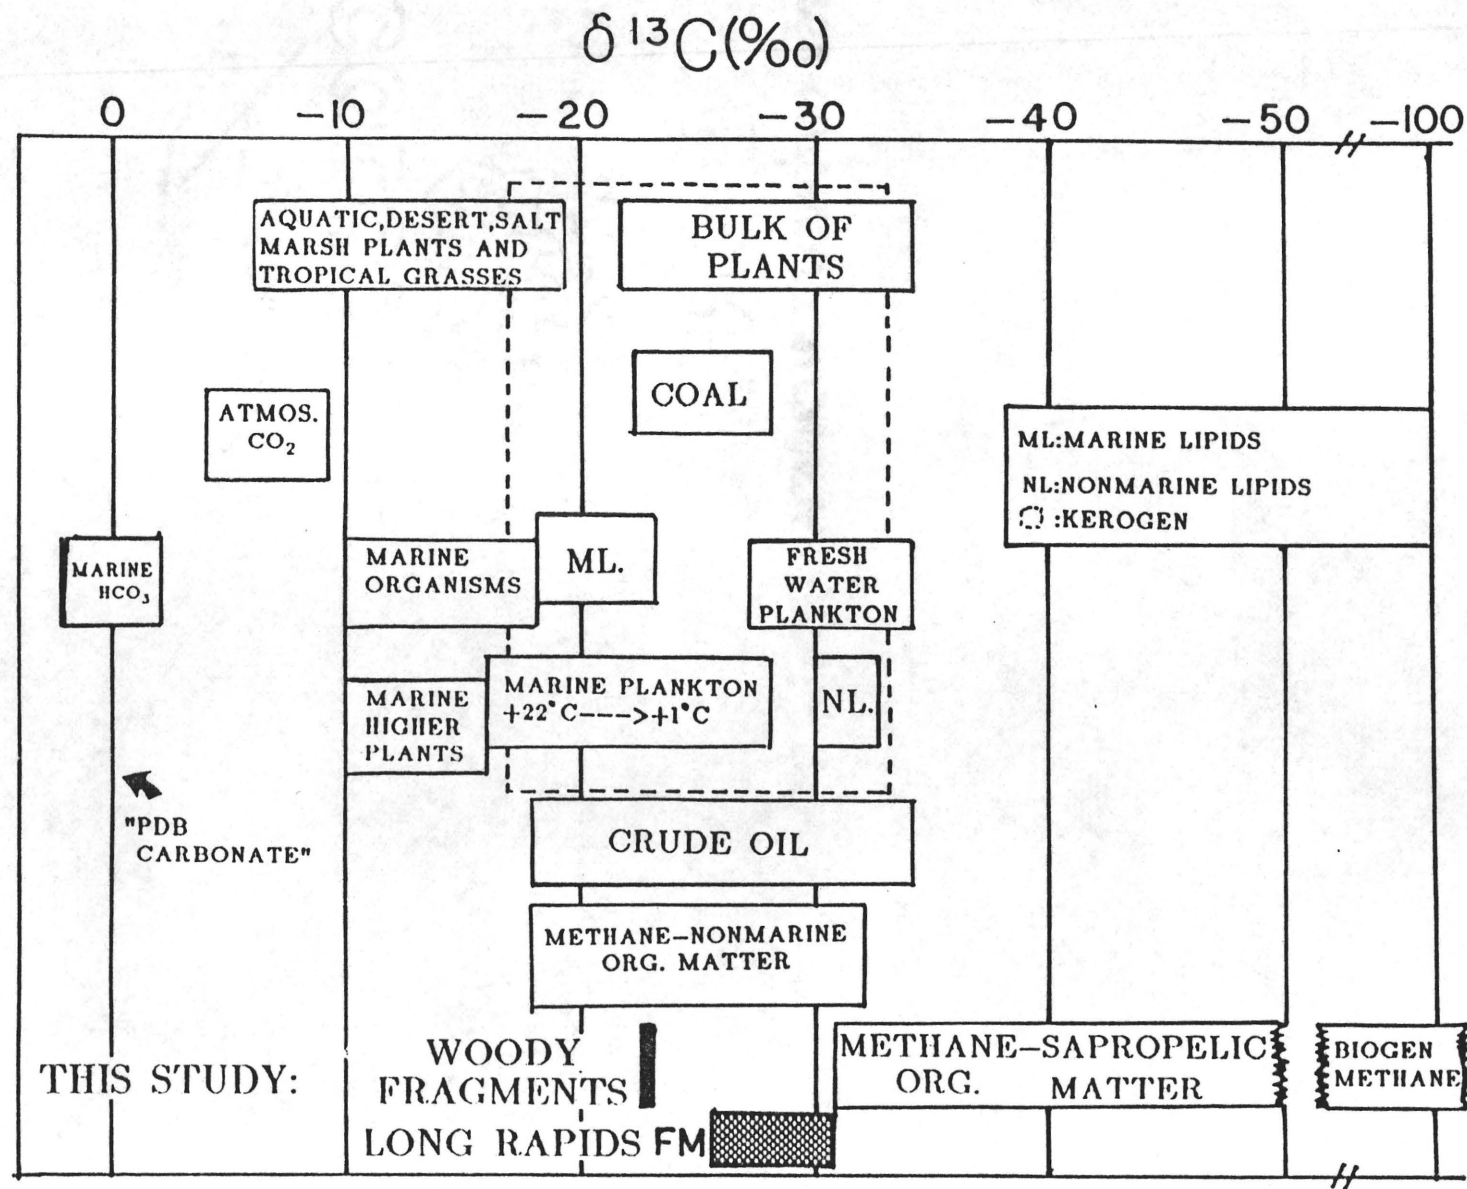 δ ¹³C(‰)
0 −10 −20 −30 −40 −50 −100
AQUATIC,DESERT,SALT
MARSH PLANTS AND
TROPICAL GRASSES
BULK OF
PLANTS
COAL
ATMOS.
CO₂
ML:MARINE LIPIDS
NL:NONMARINE LIPIDS
:KEROGEN
MARINE
HCO₃
MARINE
ORGANISMS
ML.
FRESH
WATER
PLANKTON
MARINE
HIGHER
PLANTS
MARINE PLANKTON
+22°C--->+1°C
NL.
"PDB
CARBONATE"
CRUDE OIL
METHANE−NONMARINE
ORG. MATTER
THIS STUDY:
WOODY
FRAGMENTS
METHANE−SAPROPELIC
ORG. MATTER
BIOGEN
METHANE
LONG RAPIDS FM